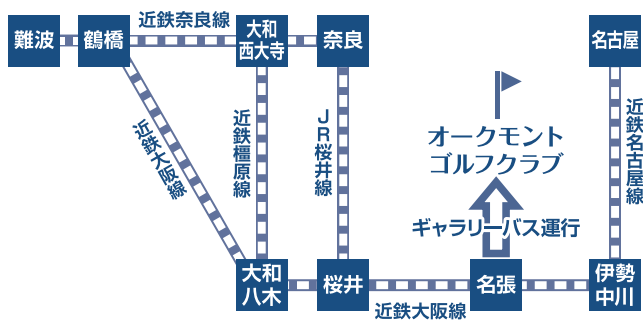 近鉄奈良線
難波
鶴橋
大和
西大寺
奈良
名古屋
近鉄大阪線
近鉄橿原線
JR桜井線
オークモント
ゴルフクラブ
近鉄名古屋線
ギャラリーバス運行
大和
八木
桜井
近鉄大阪線
名張
伊勢
中川